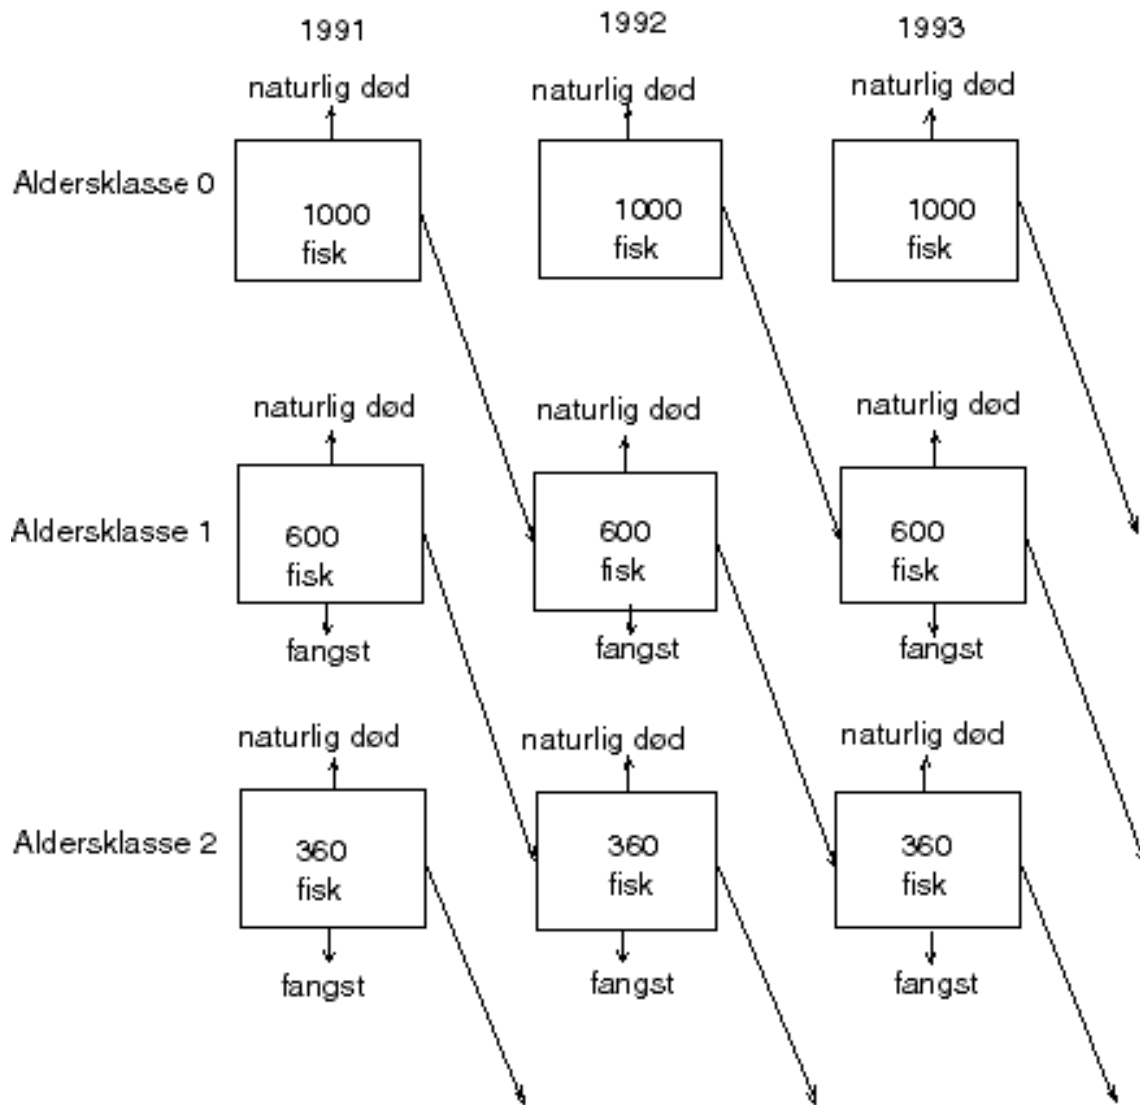 1991
1992
1993
naturlig død
naturlig død
naturlig død
Aldersklasse 0
1000
fisk
1000
fisk
1000
fisk
naturlig død
naturlig død
naturlig død
Aldersklasse 1
600
fisk
600
fisk
600
fisk
fangst
fangst
fangst
naturlig død
naturlig død
naturlig død
Aldersklasse 2
360
fisk
360
fisk
360
fisk
fangst
fangst
fangst